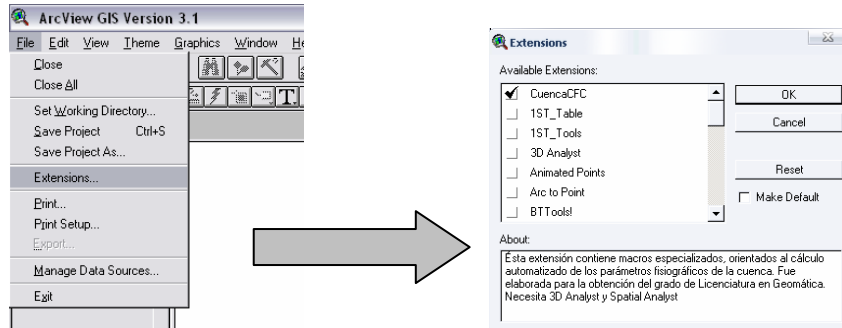 ArcView GIS Version 3.1
File Edit View Theme Graphics Window He
Close
Close All
Set Working Directory...
Save Project Ctrl+S
Save Project As...
Extensions...
Print...
Print Setup...
Export...
Manage Data Sources...
Exit
Extensions
Available Extensions:
CuencaCFC
1ST_Table
1ST_Tools
3D Analyst
Animated Points
Arc to Point
BTTools!
OK
Cancel
Reset
Make Default
About:
Ésta extensión contiene macros especializados, orientados al cálculo
automatizado de los parámetros fisiográficos de la cuenca. Fue
elaborada para la obtención del grado de Licenciatura en Geomática.
Necesita 3D Analyst y Spatial Analyst